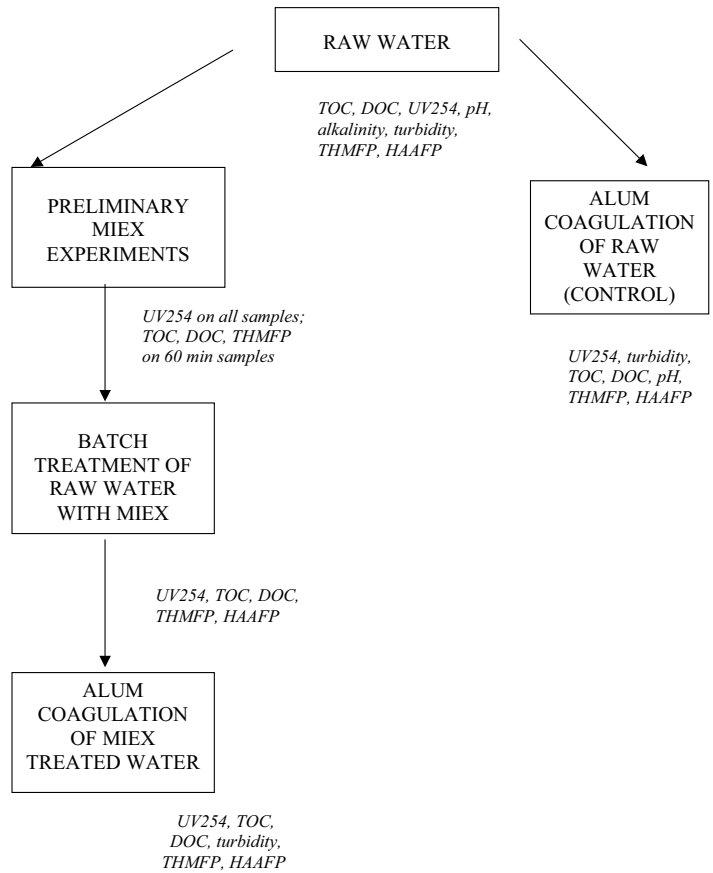 RAW WATER
TOC, DOC, UV254, pH,
alkalinity, turbidity,
THMFP, HAAFP
PRELIMINARY
MIEX
EXPERIMENTS
ALUM
COAGULATION
OF RAW
WATER
(CONTROL)
UV254 on all samples;
TOC, DOC, THMFP
on 60 min samples
UV254, turbidity,
TOC, DOC, pH,
THMFP, HAAFP
BATCH
TREATMENT OF
RAW WATER
WITH MIEX
UV254, TOC, DOC,
THMFP, HAAFP
ALUM
COAGULATION
OF MIEX
TREATED WATER
UV254, TOC,
DOC, turbidity,
THMFP, HAAFP